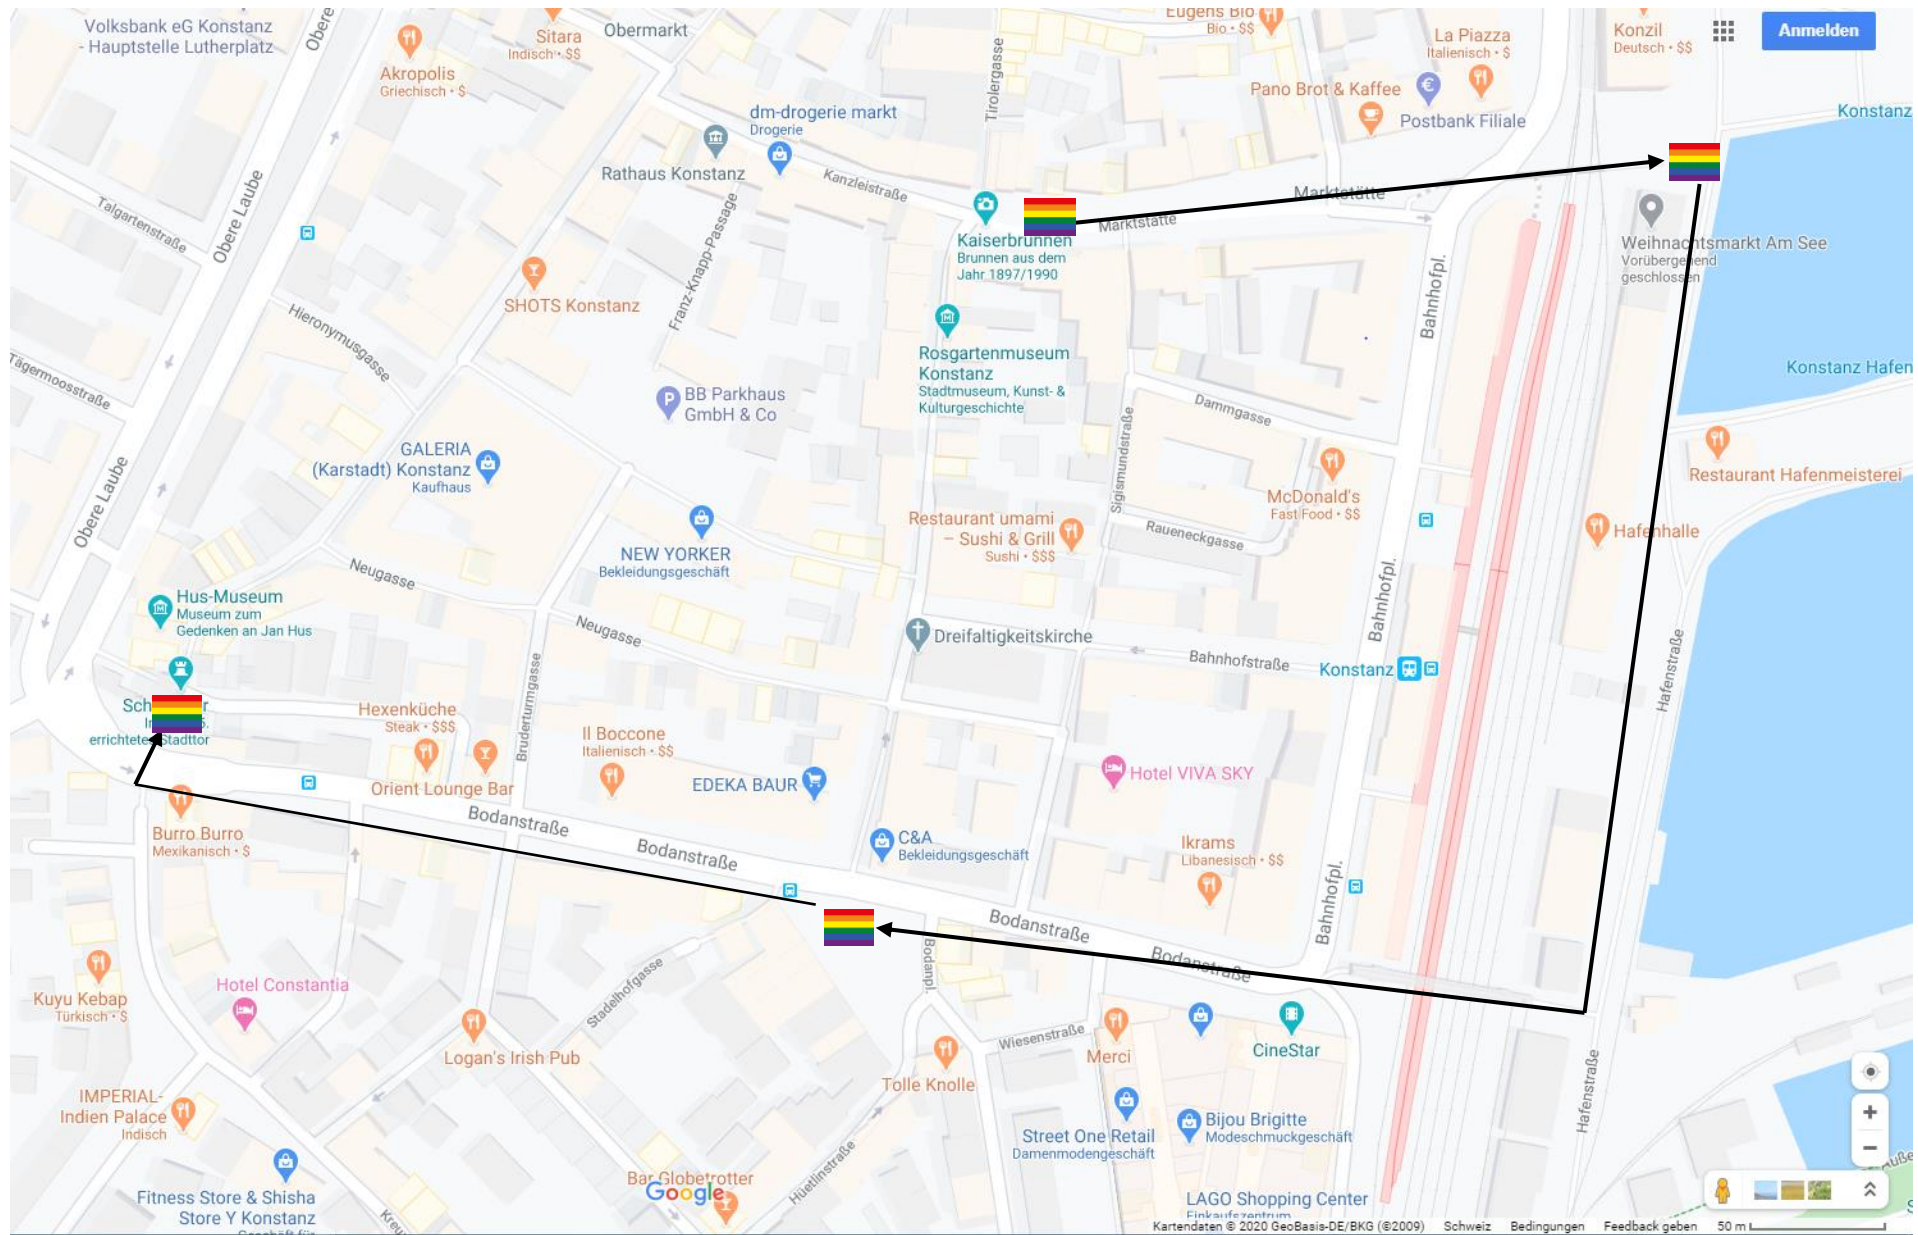 Volksbank eG Konstanz
- Hauptstelle Lutherplatz
Obere
Akropolis
Griechisch • $
Sitara
Indisch • $$
Obermarkt
Eugens Bio
Bio • $$
La Piazza
Italienisch • $
Konzil
Deutsch • $$
Anmelden
Pano Brot & Kaffee
Postbank Filiale
Konstanz
Tirolergasse
dm-drogerie markt
Drogerie
Rathaus Konstanz
Kanzleistraße
Marktstätte
Marktstätte
Kaiserbrunnen
Brunnen aus dem
Jahr 1897/1990
Weihnachtsmarkt Am See
Vorübergehend
geschlossen
Talgartenstraße
Obere Laube
Franz-Knapp-Passage
SHOTS Konstanz
Hieronymusgasse
Tägermoosstraße
Bahnhofpl.
Rosgartenmuseum
Konstanz
Stadtmuseum, Kunst- &
Kulturgeschichte
Konstanz Hafen
BB Parkhaus
GmbH & Co
Dammgasse
Sigismundstraße
GALERIA
(Karstadt) Konstanz
Kaufhaus
Obere Laube
McDonald's
Fast Food • $$
Restaurant Hafenmeisterei
Restaurant umami
– Sushi & Grill
Sushi • $$$
Raueneckgasse
Hafenhalle
NEW YORKER
Bekleidungsgeschäft
Neugasse
Hus-Museum
Museum zum
Gedenken an Jan Hus
Neugasse
Dreifaltigkeitskirche
Bahnhofpl.
Bahnhofstraße
Konstanz
Hafenstraße
Bruderturmgasse
Sch r
errichtetes Stadttor
Hexenküche
Steak • $$$
Il Boccone
Italienisch • $$
Orient Lounge Bar
EDEKA BAUR
Hotel VIVA SKY
Burro Burro
Mexikanisch • $
Bodanstraße
Bodanstraße
C&A
Bekleidungsgeschäft
Ikrams
Libanesisch • $$
Bahnhofpl.
Bodanstraße
Bodanstraße
Bodanpl.
Stadelhofgasse
Kuyu Kebap
Türkisch • $
Hotel Constantia
Logan's Irish Pub
Wiesenstraße
Merci
CineStar
Tolle Knolle
Hafenstraße
IMPERIAL-
Indien Palace
Indisch
Street One Retail
Damenmodengeschäft
Bijou Brigitte
Modeschmuckgeschäft
Huetlinstraße
Bar Globetrotter
Google
Fitness Store & Shisha
Store Y Konstanz
Geschäft für
Kreu
LAGO Shopping Center
Einkaufszentrum
Kartendaten © 2020 GeoBasis-DE/BKG (©2009) Schweiz Bedingungen Feedback geben 50 m